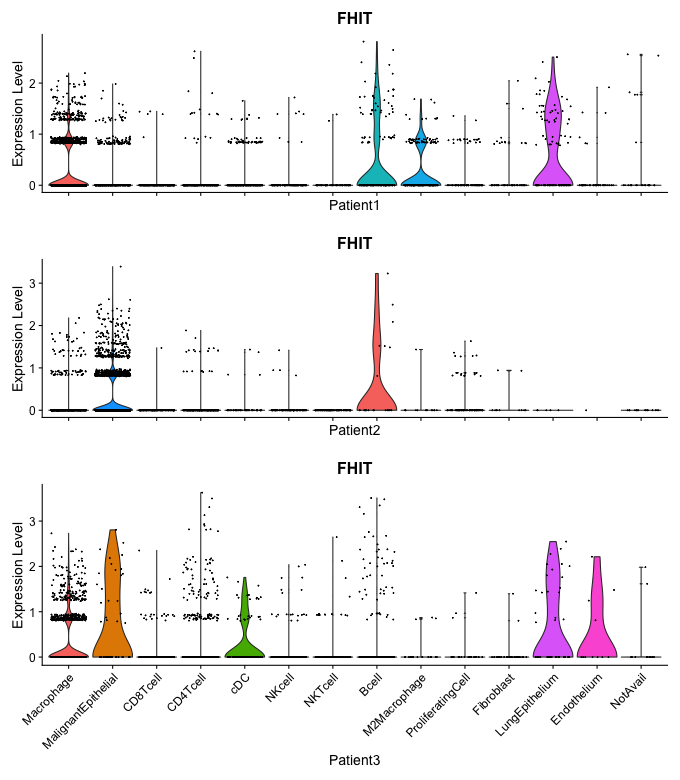 FHIT
Expression Level
2
1
0
Patient1
FHIT
Expression Level
3
2
1
0
Patient2
FHIT
Expression Level
3
2
1
0
Macrophage
MalignantEpithelial
CD8Tcell
CD4Tcell
cDC
NKcell
NKTcell
Bcell
M2Macrophage
ProliferatingCell
Fibroblast
LungEpithelium
Endothelium
NotAvail
Patient3